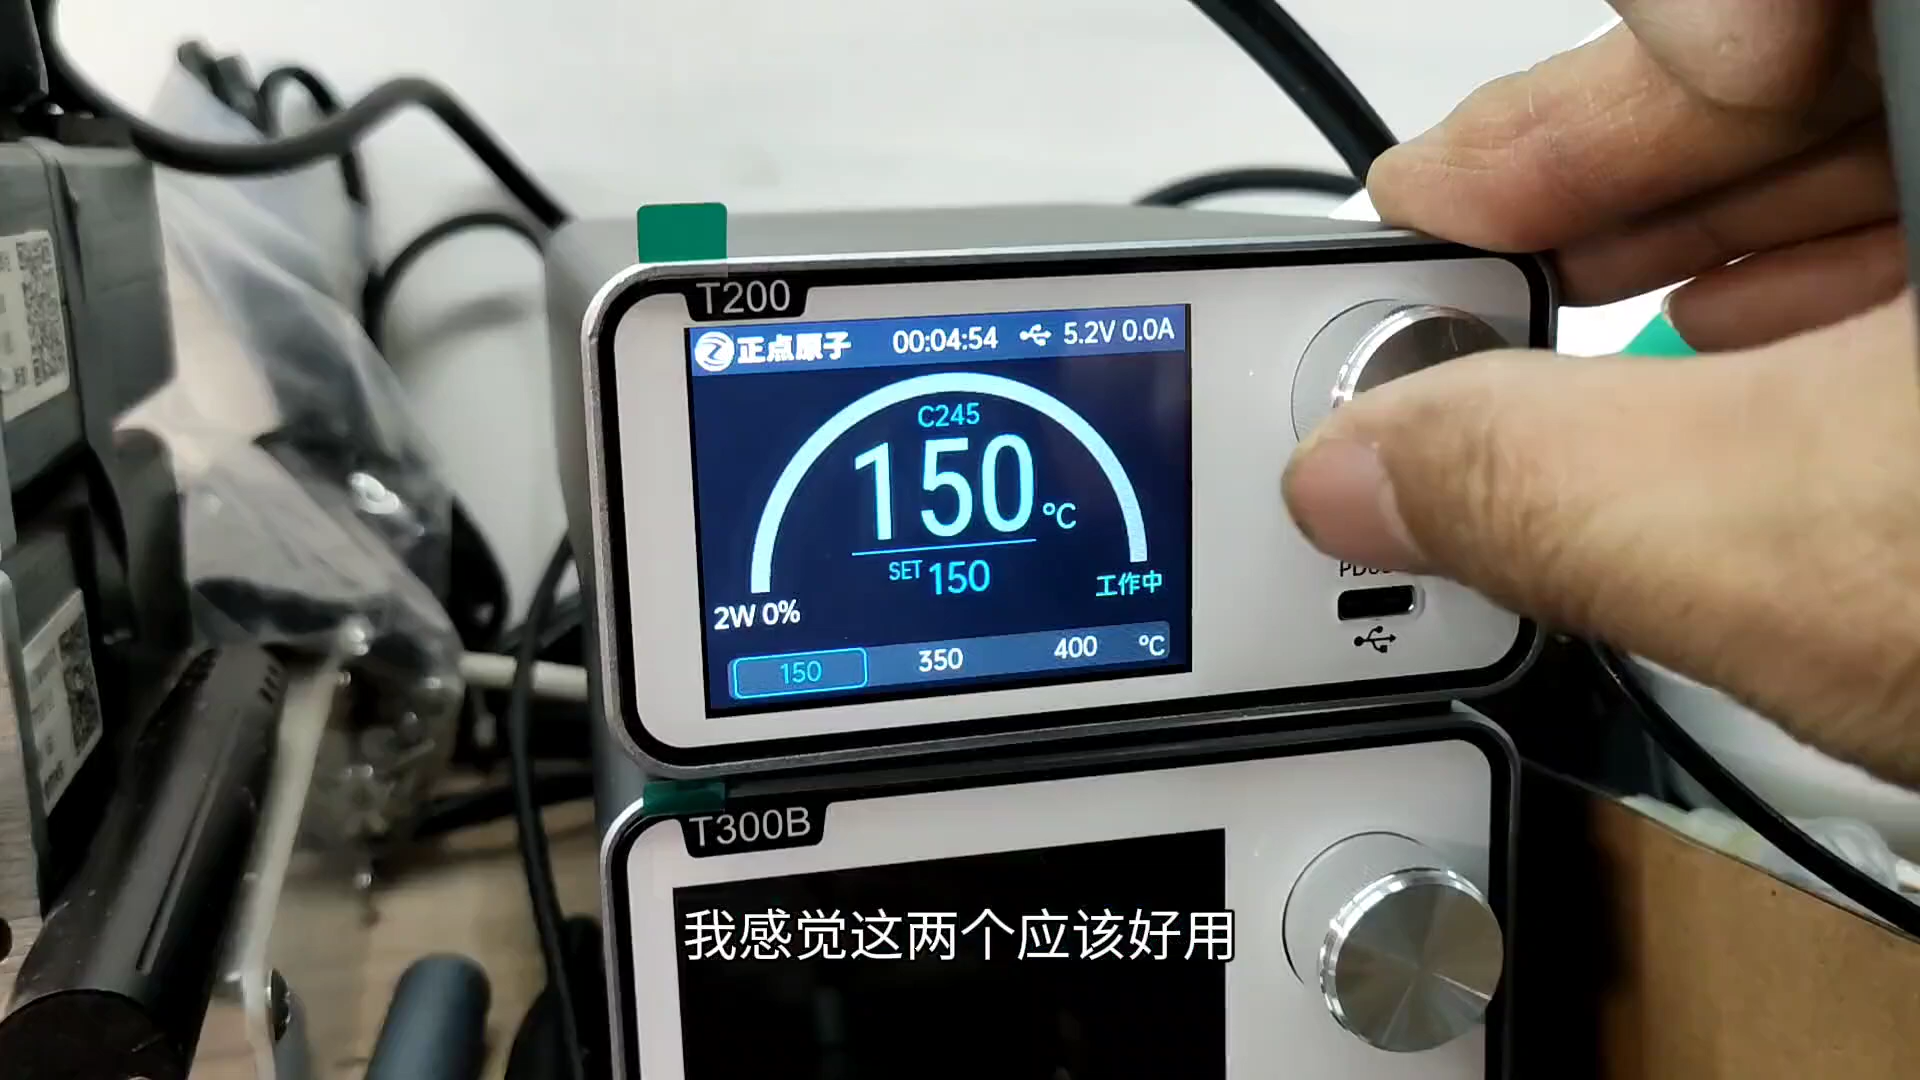 T200
正点原子 00:04:54 5.2V 0.0A
C245
150 °C
SET 150
工作中
2W 0%
150 350 400 °C
T300B
我感觉这两个应该好用